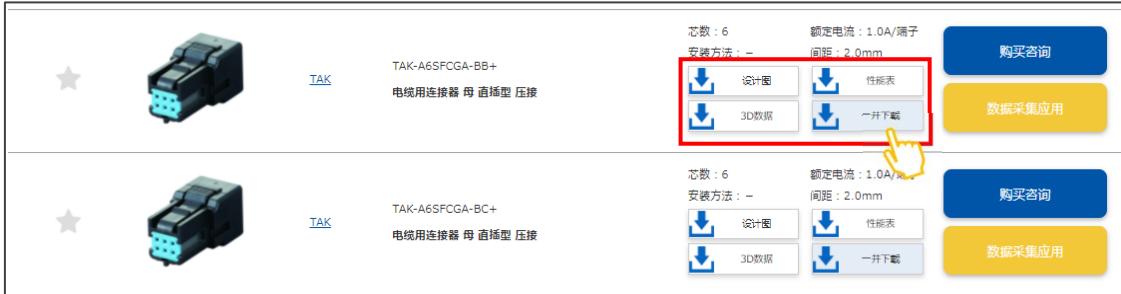 芯数：6 额定电流：1.0A/端子
安装方法：− 间距：2.0mm
TAK
TAK-A6SFCGA-BB+
电缆用连接器 母 直插型 压接
设计图 性能表
3D数据 一并下载
购买咨询
数据采集应用
芯数：6 额定电流：1.0A/
安装方法：− 间距：2.0mm
TAK
TAK-A6SFCGA-BC+
电缆用连接器 母 直插型 压接
设计图 性能表
3D数据 一并下载
购买咨询
数据采集应用